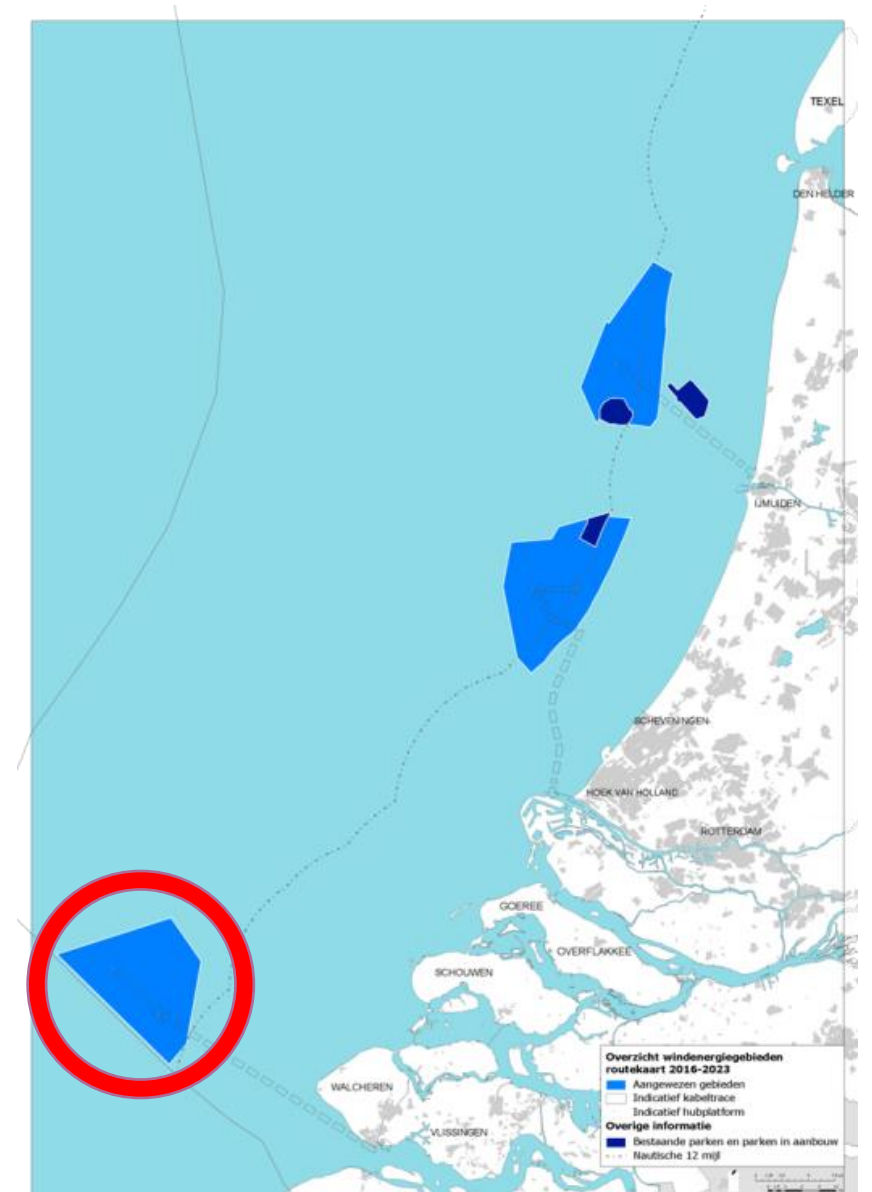 TEXEL
DEN HELDER
IJMUIDEN
SCHEVENINGEN
HOEK VAN HOLLAND
ROTTERDAM
GOEREE
OVERFLAKKEE
SCHOUWEN
WALCHEREN
VLISSINGEN
Overzicht windenergiegebieden
routekaart 2016-2023
Aangewezen gebieden
Indicatief kabeltrace
Indicatief hubplatform
Overige informatie
Bestaande parken en parken in aanbouw
Nautische 12 mijl